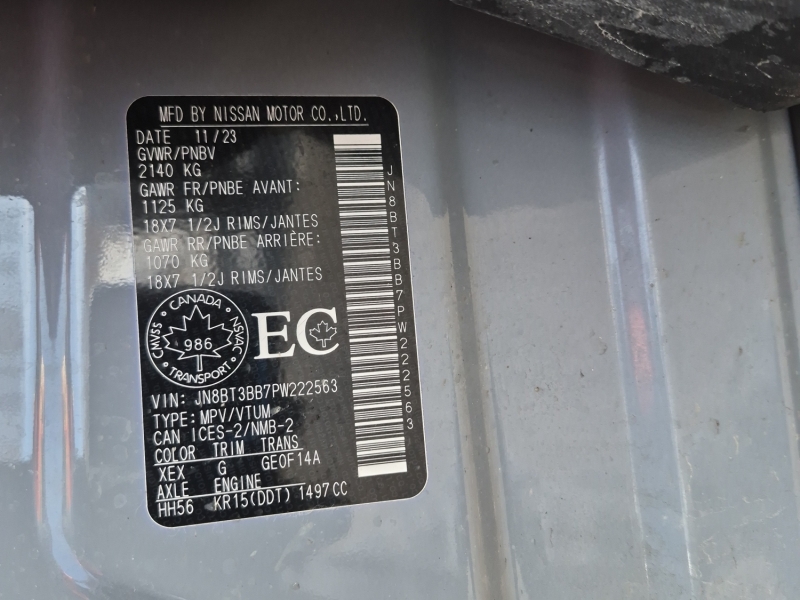 MFD BY NISSAN MOTOR CO.,LTD.
DATE 11/23
GVWR/PNBV
2140 KG
GAWR FR/PNBE AVANT:
1125 KG
18X7 1/2J RIMS/JANTES
GAWR RR/PNBE ARRIÈRE:
1070 KG
18X7 1/2J RIMS/JANTES
CANADA
CMVSS
NSVAC
986
TRANSPORT
EC
VIN: JN8BT3BB7PW222563
TYPE: MPV/VTUM
CAN ICES-2/NMB-2
COLOR TRIM TRANS
XEX G GE0F14A
AXLE ENGINE
HH56 KR15(DDT) 1497CC
JN8BT3BB7PW222563